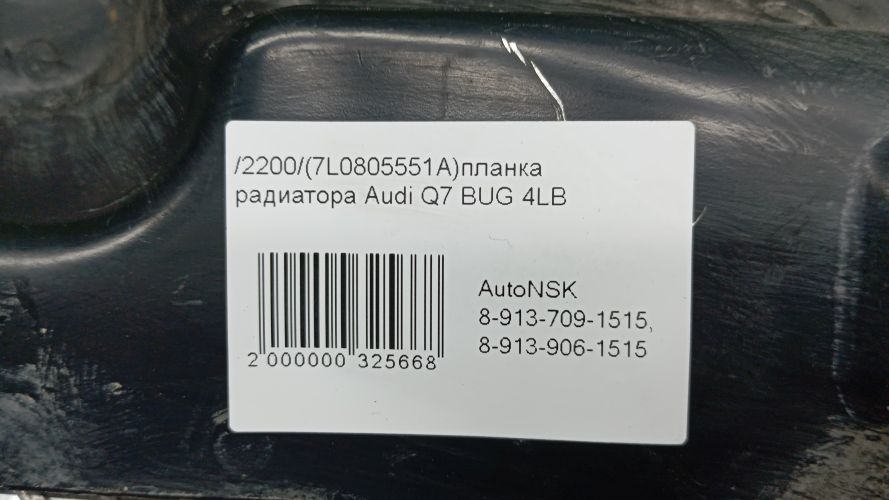 /2200/(7L0805551A)планка
радиатора Audi Q7 BUG 4LB
AutoNSK
8-913-709-1515,
8-913-906-1515
2 000000 325668